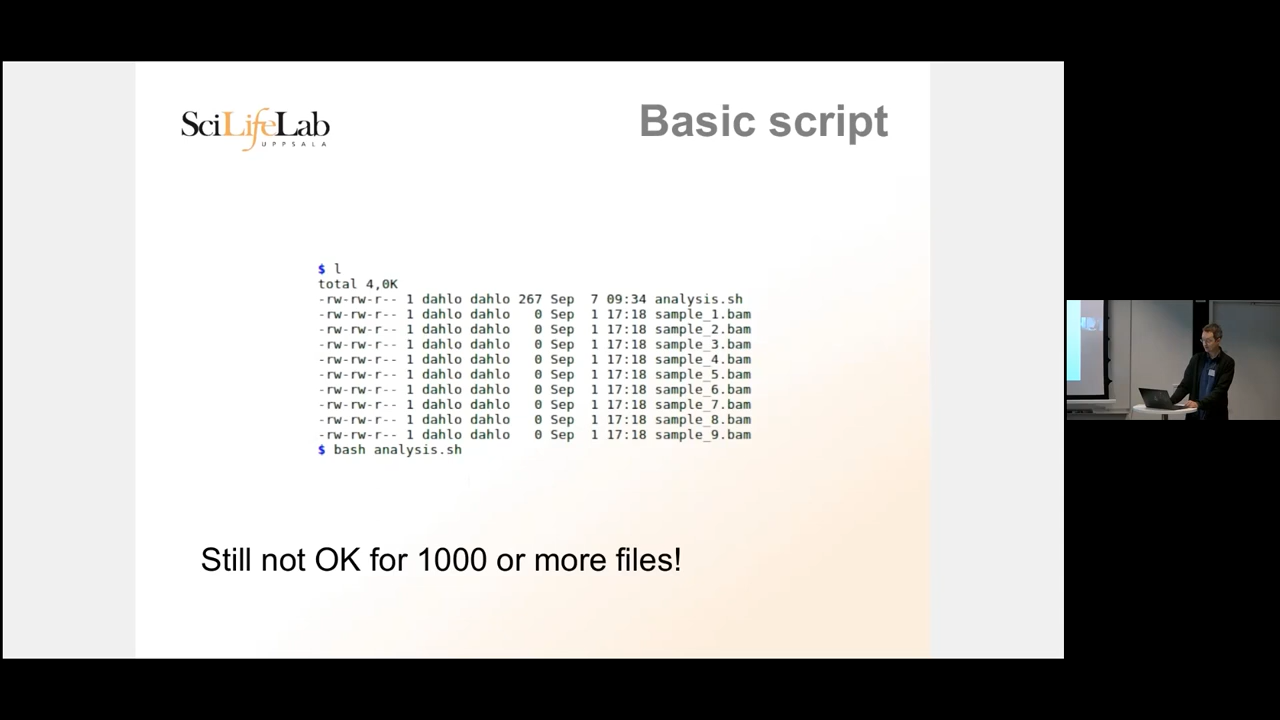 SciLifeLab
UPPSALA
Basic script
$ l
total 4,0K
-rw-rw-r-- 1 dahlo dahlo 267 Sep  7 09:34 analysis.sh
-rw-rw-r-- 1 dahlo dahlo   0 Sep  1 17:18 sample_1.bam
-rw-rw-r-- 1 dahlo dahlo   0 Sep  1 17:18 sample_2.bam
-rw-rw-r-- 1 dahlo dahlo   0 Sep  1 17:18 sample_3.bam
-rw-rw-r-- 1 dahlo dahlo   0 Sep  1 17:18 sample_4.bam
-rw-rw-r-- 1 dahlo dahlo   0 Sep  1 17:18 sample_5.bam
-rw-rw-r-- 1 dahlo dahlo   0 Sep  1 17:18 sample_6.bam
-rw-rw-r-- 1 dahlo dahlo   0 Sep  1 17:18 sample_7.bam
-rw-rw-r-- 1 dahlo dahlo   0 Sep  1 17:18 sample_8.bam
-rw-rw-r-- 1 dahlo dahlo   0 Sep  1 17:18 sample_9.bam
$ bash analysis.sh
Still not OK for 1000 or more files!